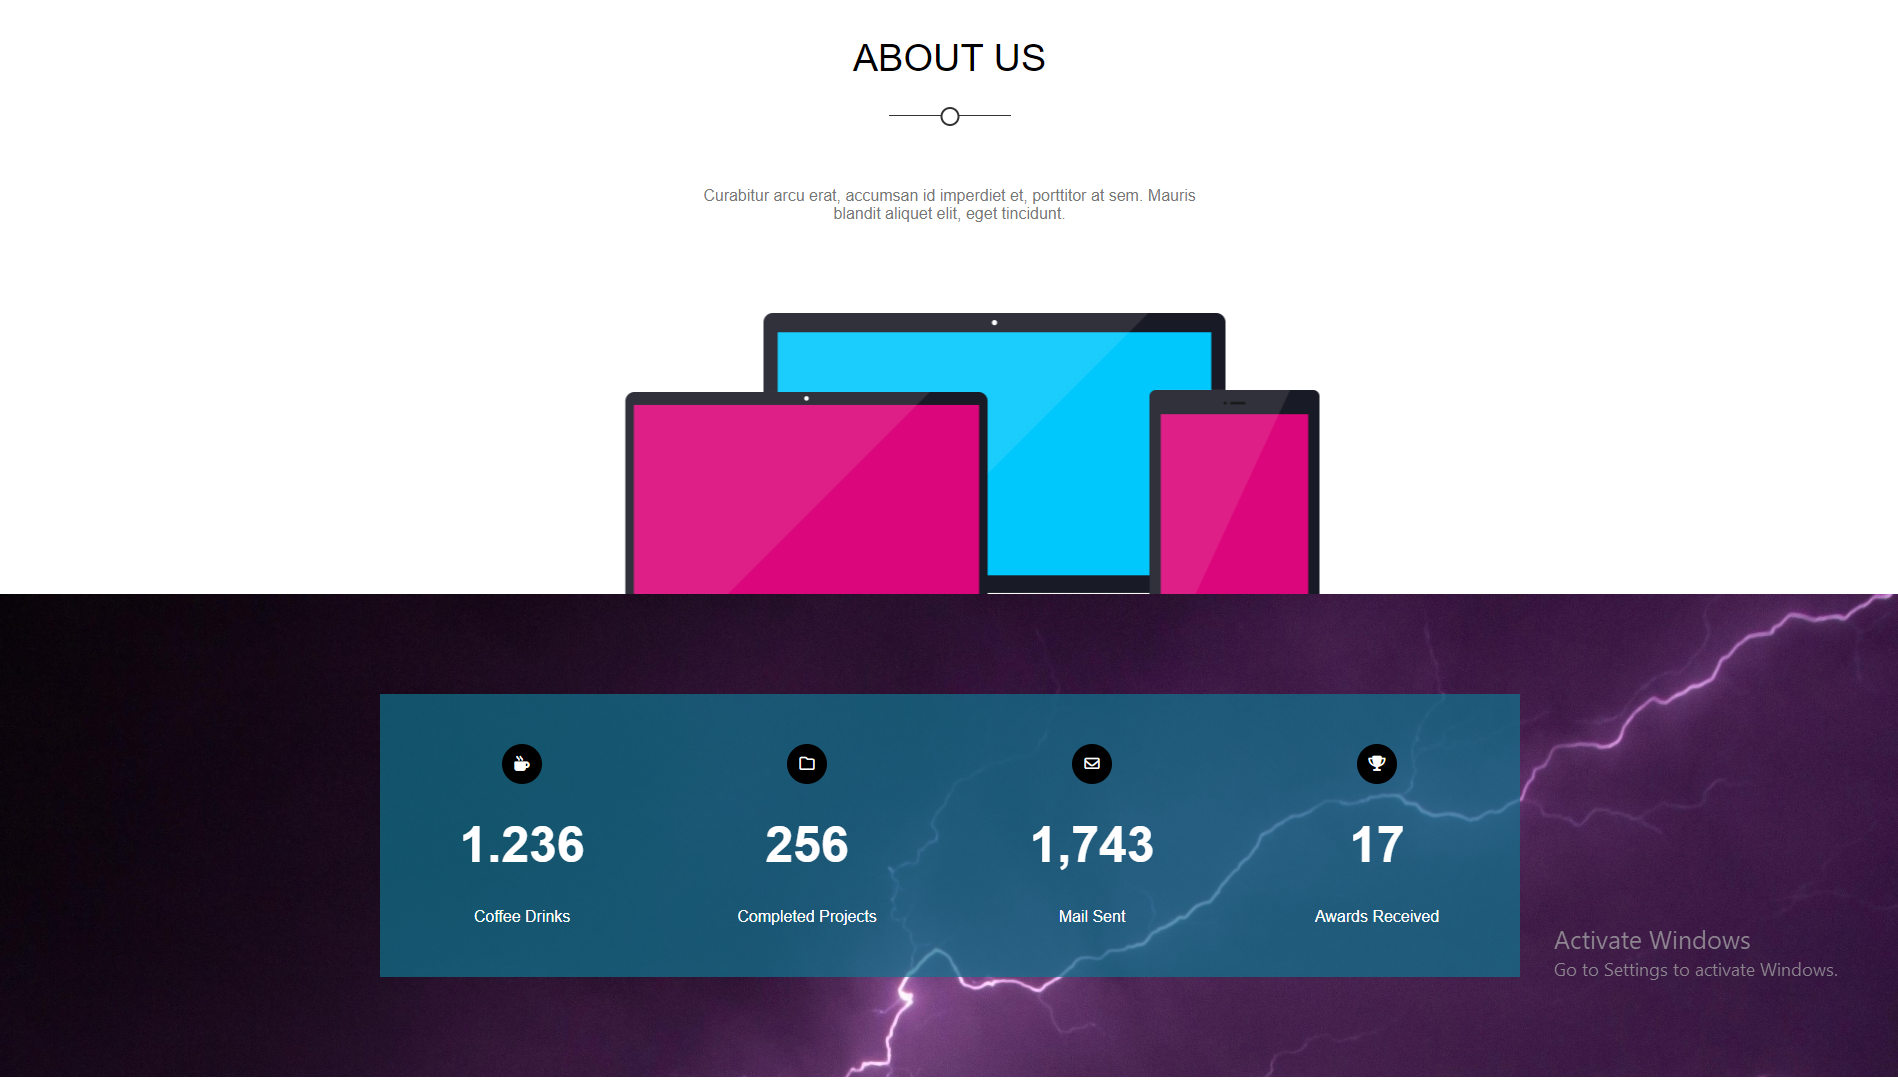 ABOUT US
Curabitur arcu erat, accumsan id imperdiet et, porttitor at sem. Mauris
blandit aliquet elit, eget tincidunt.
1.236
256
1,743
17
Coffee Drinks
Completed Projects
Mail Sent
Awards Received
Activate Windows
Go to Settings to activate Windows.